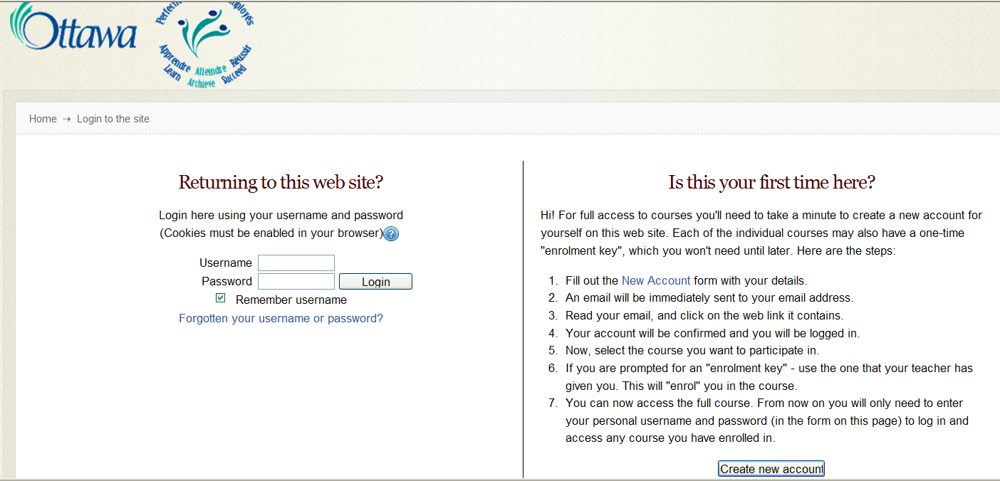 Ottawa
Apprendre Atteindre Réussir
Learn Archieve Succeed
Home ⇢ Login to the site
Returning to this web site?
Login here using your username and password
(Cookies must be enabled in your browser)?
Username
Password Login
Remember username
Forgotten your username or password?
Is this your first time here?
Hi! For full access to courses you'll need to take a minute to create a new account for
yourself on this web site. Each of the individual courses may also have a one-time
"enrolment key", which you won't need until later. Here are the steps:
1. Fill out the New Account form with your details.
2. An email will be immediately sent to your email address.
3. Read your email, and click on the web link it contains.
4. Your account will be confirmed and you will be logged in.
5. Now, select the course you want to participate in.
6. If you are prompted for an "enrolment key" - use the one that your teacher has
given you. This will "enrol" you in the course.
7. You can now access the full course. From now on you will only need to enter
your personal username and password (in the form on this page) to log in and
access any course you have enrolled in.
Create new account